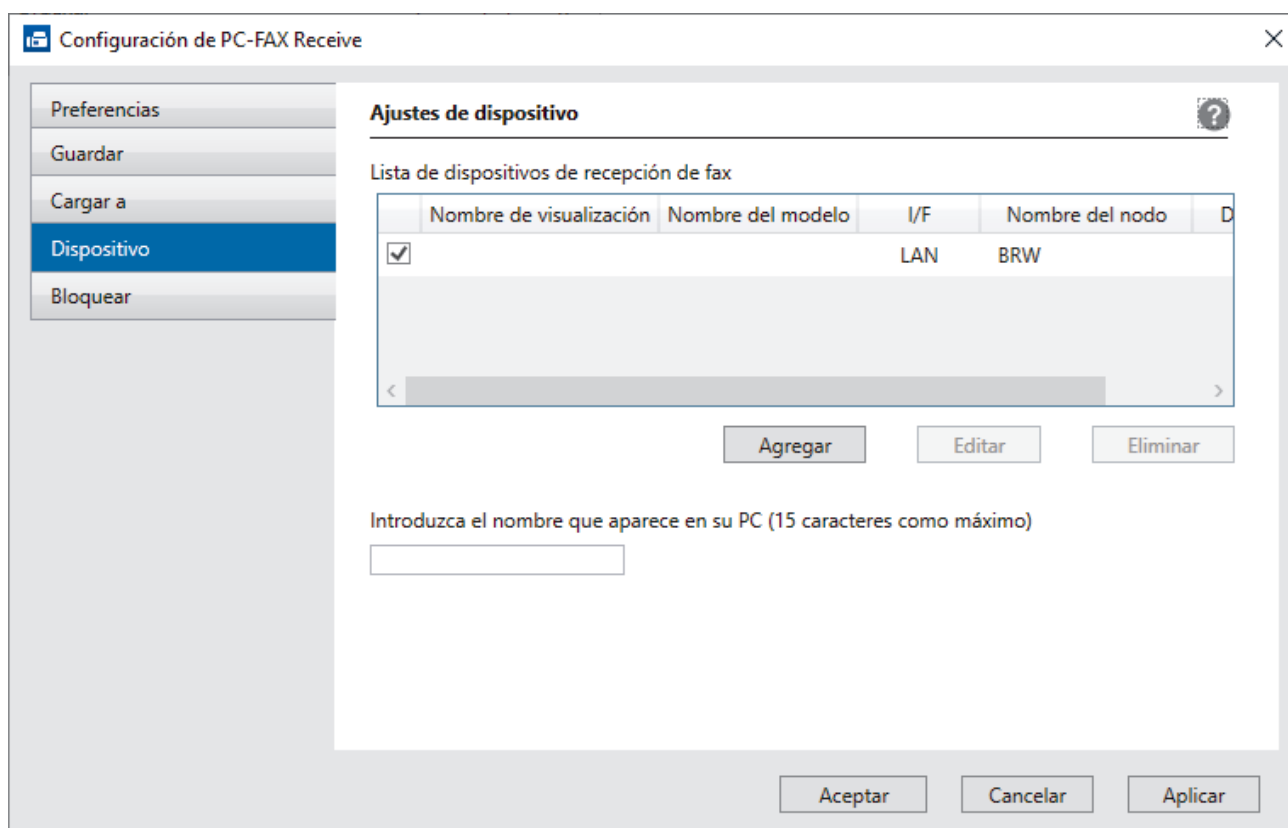 Configuración de PC-FAX Receive
Preferencias
Guardar
Cargar a
Dispositivo
Bloquear
Ajustes de dispositivo
?
Lista de dispositivos de recepción de fax
Nombre de visualización Nombre del modelo I/F Nombre del nodo D
LAN BRW
Agregar Editar Eliminar
Introduzca el nombre que aparece en su PC (15 caracteres como máximo)
Aceptar Cancelar Aplicar